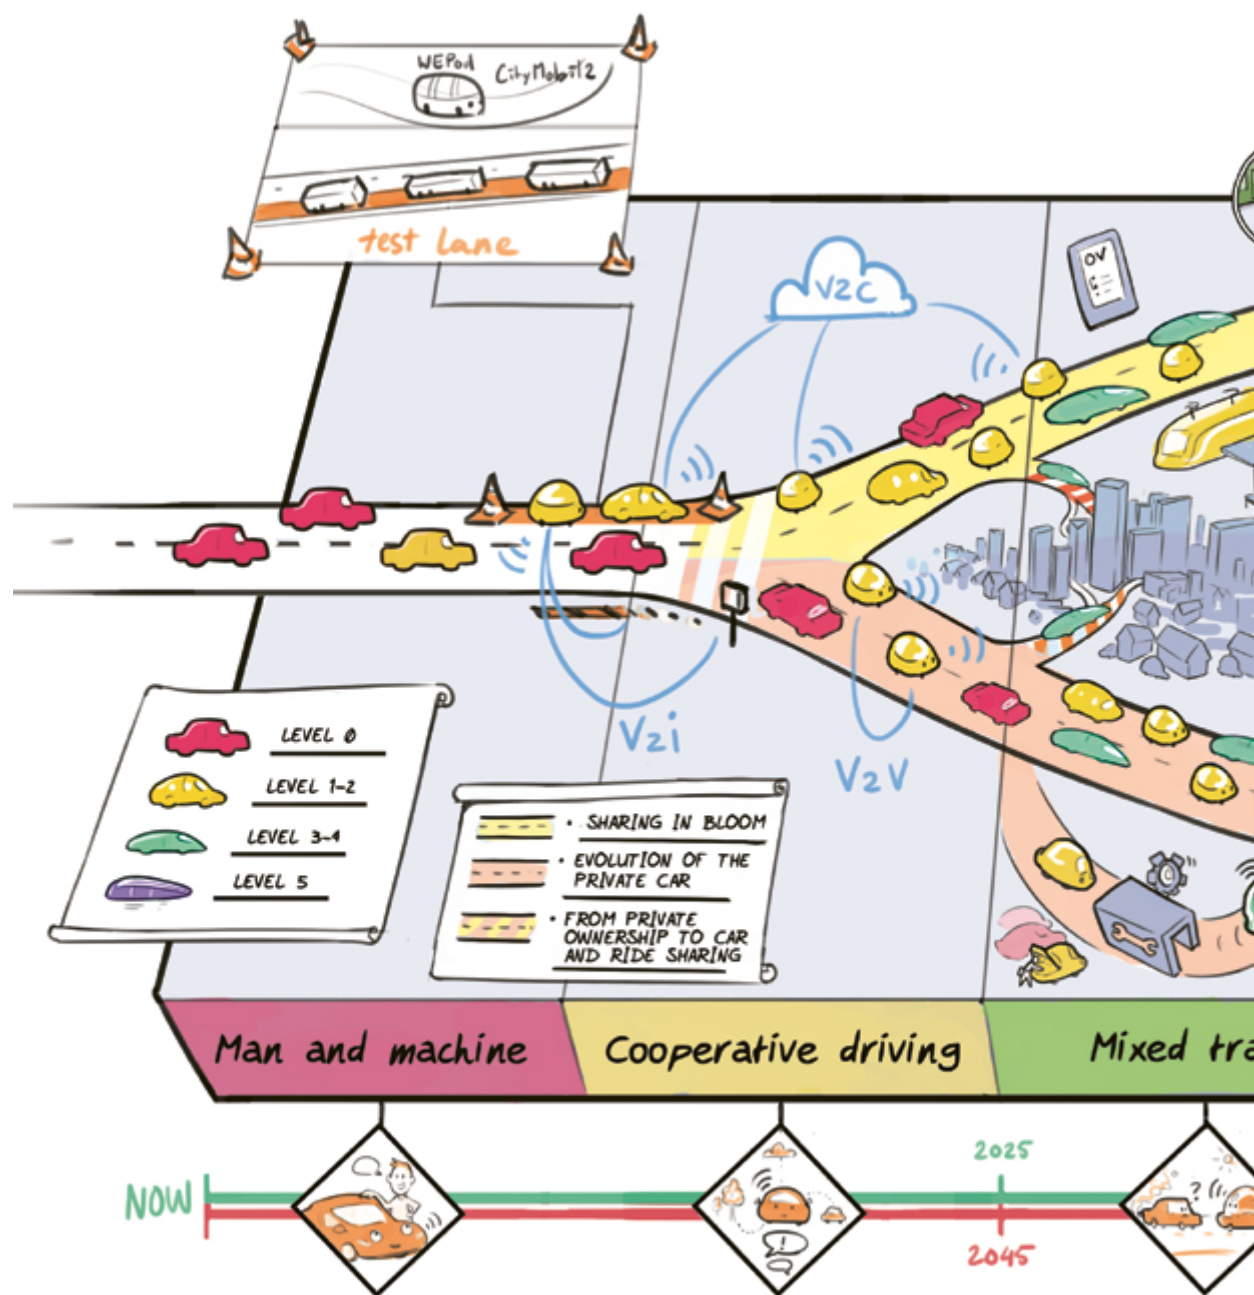 WEPod
CityMobil2
test lane
V2C
OV
V2i
V2V
LEVEL 0
LEVEL 1-2
LEVEL 3-4
LEVEL 5
• SHARING IN BLOOM
• EVOLUTION OF THE
PRIVATE CAR
• FROM PRIVATE
OWNERSHIP TO CAR
AND RIDE SHARING
Man and machine
Cooperative driving
Mixed tra
NOW
2025
2045
?
!